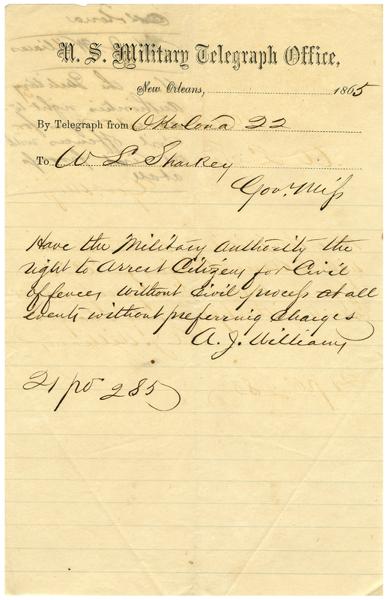 U. S. Military Telegraph Office,
New Orleans, 1865
By Telegraph from Okolona 22
To W L Sharkey
Gov. Miss
Have the Military authority the
right to arrest Citizens for Civil
offences without Civil process at all
events without preferring charges
A. J. Williams
21 pd 285